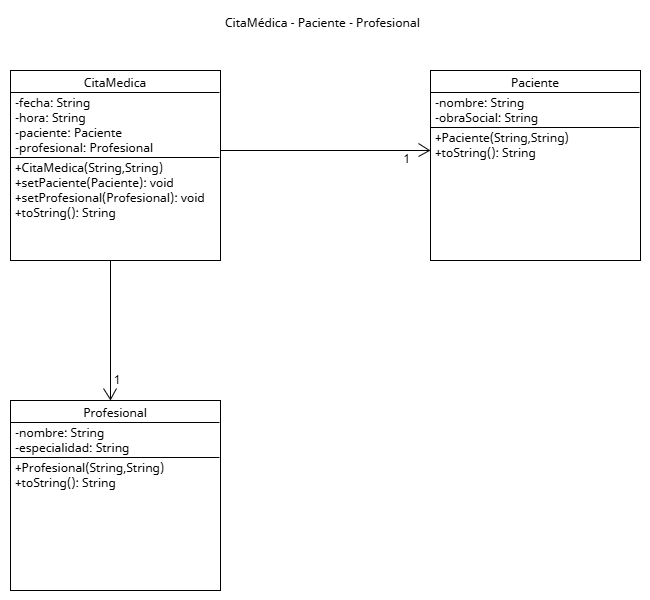 CitaMédica - Paciente - Profesional
CitaMedica
-fecha: String
-hora: String
-paciente: Paciente
-profesional: Profesional
+CitaMedica(String,String)
+setPaciente(Paciente): void
+setProfesional(Profesional): void
+toString(): String
1
Paciente
-nombre: String
-obraSocial: String
+Paciente(String,String)
+toString(): String
1
Profesional
-nombre: String
-especialidad: String
+Profesional(String,String)
+toString(): String